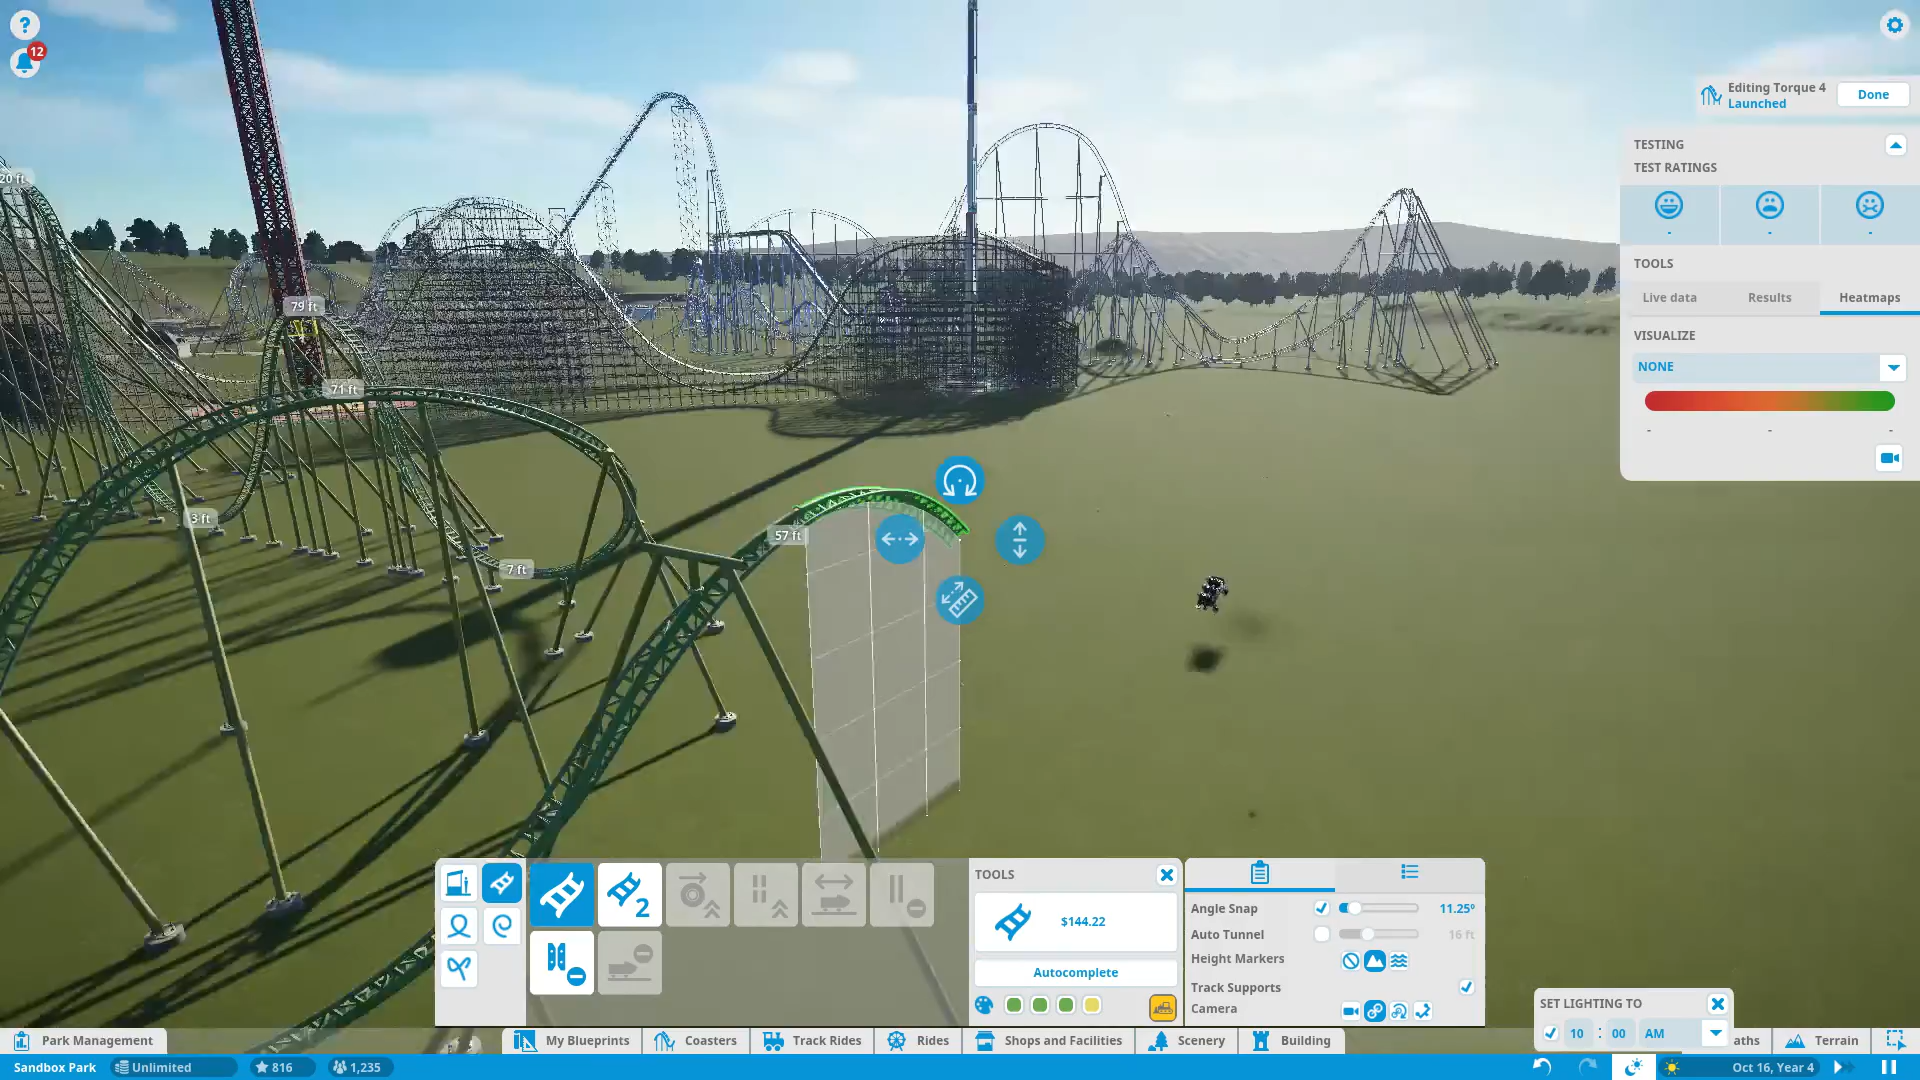 ?
12
Editing Torque 4
Launched
Done
TESTING
TEST RATINGS
-
-
-
TOOLS
Live data
Results
Heatmaps
VISUALIZE
NONE
-
-
-
20 ft
79 ft
71 ft
57 ft
3 ft
7 ft
2
TOOLS
$144.22
Autocomplete
Angle Snap
11.25º
Auto Tunnel
16 ft
Height Markers
Track Supports
Camera
SET LIGHTING TO
10 : 00 AM
Park Management
My Blueprints
Coasters
Track Rides
Rides
Shops and Facilities
Scenery
Building
aths
Terrain
Sandbox Park
Unlimited
816
1,235
Oct 16, Year 4